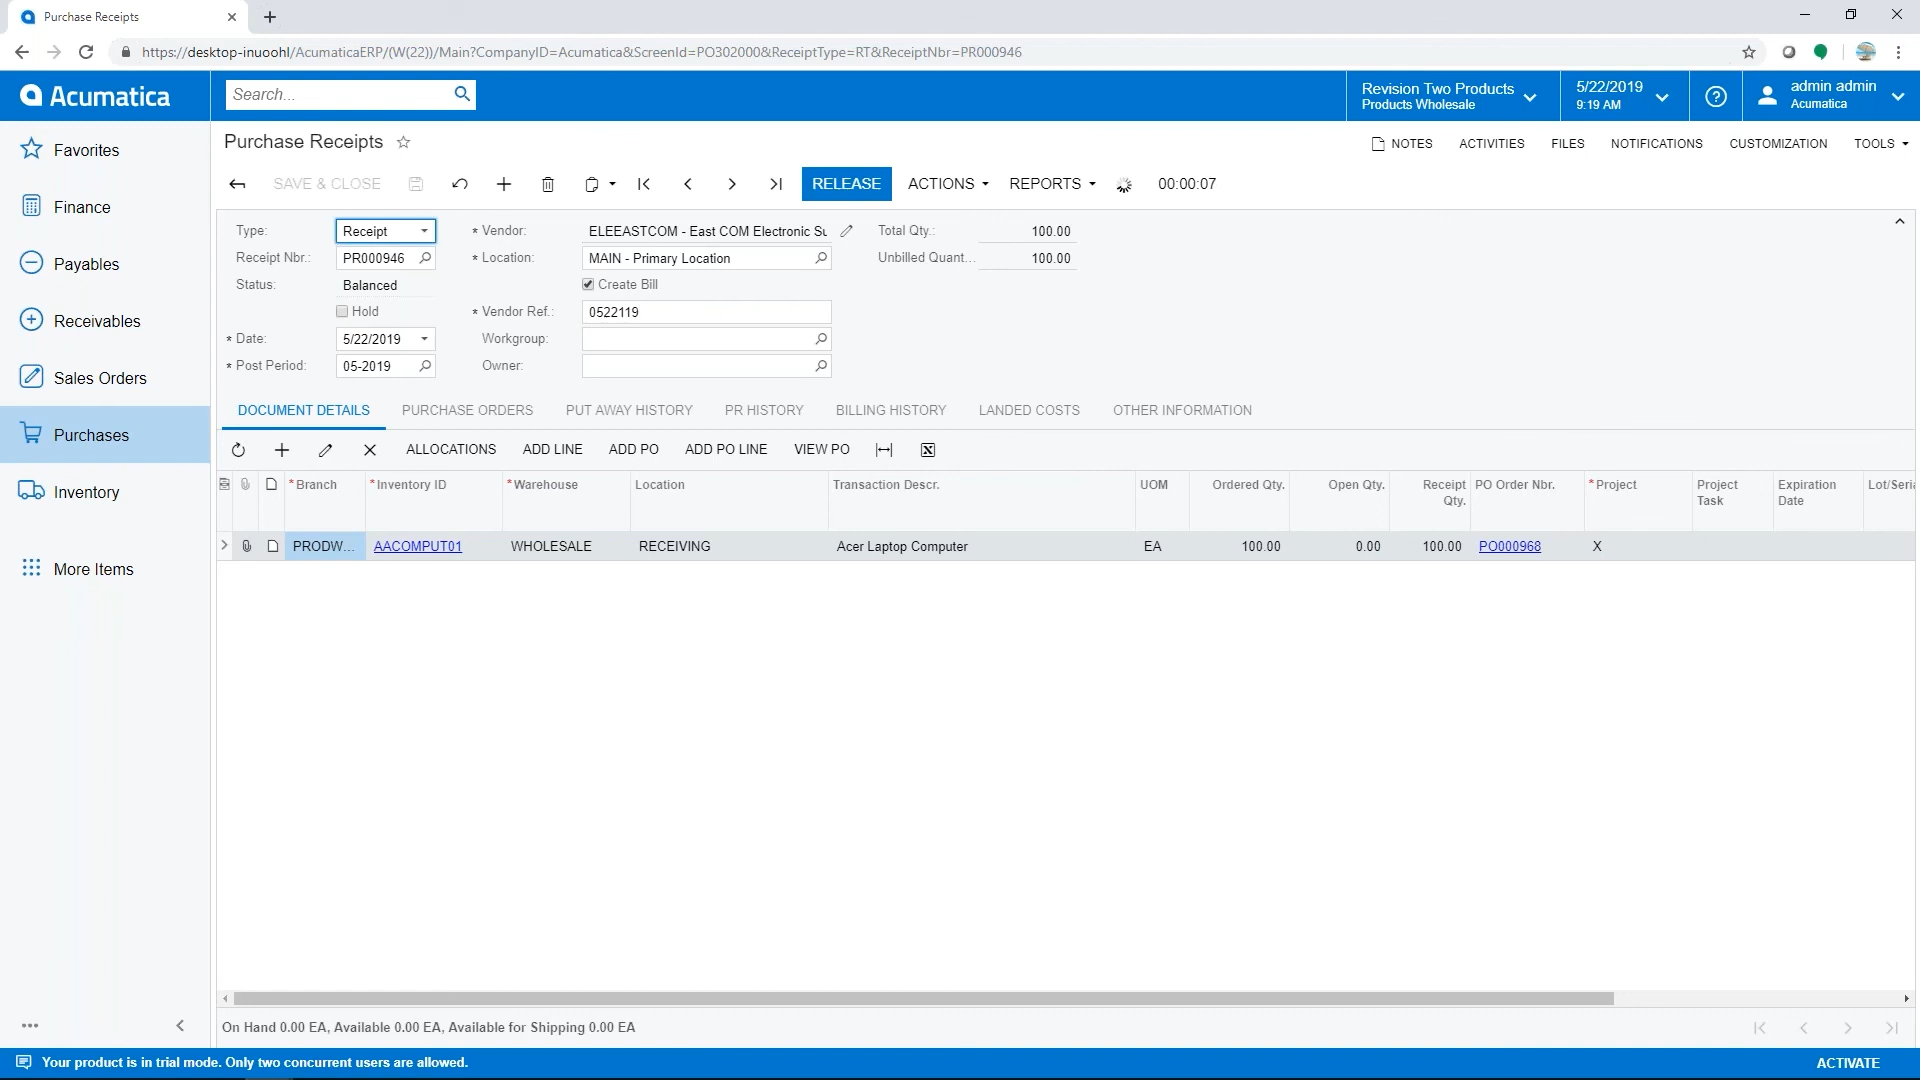 Purchase Receipts
https://desktop-inuoohl/AcumaticaERP/(W(22))/Main?CompanyID=Acumatica&ScreenId=PO302000&ReceiptType=RT&ReceiptNbr=PR000946
Acumatica
Search...
Revision Two Products
Products Wholesale
5/22/2019
9:19 AM
admin admin
Acumatica
Favorites
Finance
Payables
Receivables
Sales Orders
Purchases
Inventory
More Items
Purchase Receipts
NOTES ACTIVITIES FILES NOTIFICATIONS CUSTOMIZATION TOOLS
SAVE & CLOSE RELEASE ACTIONS REPORTS 00:00:07
Type: Receipt * Vendor: ELEEASTCOM - East COM Electronic Su Total Qty.: 100.00
Receipt Nbr.: PR000946 * Location: MAIN - Primary Location Unbilled Quant... 100.00
Status: Balanced Create Bill
Hold * Vendor Ref.: 0522119
* Date: 5/22/2019 Workgroup:
* Post Period: 05-2019 Owner:
DOCUMENT DETAILS PURCHASE ORDERS PUT AWAY HISTORY PR HISTORY BILLING HISTORY LANDED COSTS OTHER INFORMATION
ALLOCATIONS ADD LINE ADD PO ADD PO LINE VIEW PO
*Branch *Inventory ID *Warehouse Location Transaction Descr. UOM Ordered Qty. Open Qty. Receipt Qty. PO Order Nbr. *Project Project Task Expiration Date Lot/Seria
PRODW... AACOMPUT01 WHOLESALE RECEIVING Acer Laptop Computer EA 100.00 0.00 100.00 PO000968 X
On Hand 0.00 EA, Available 0.00 EA, Available for Shipping 0.00 EA
Your product is in trial mode. Only two concurrent users are allowed.
ACTIVATE